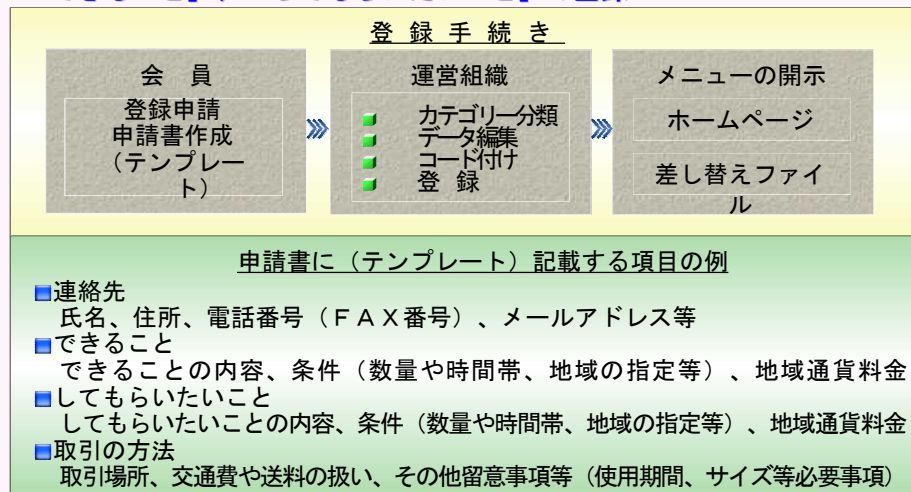 登 録 手 続 き
会　員
登録申請
申請書作成
（テンプレー
ト）
運営組織
カテゴリー分類
データ編集
コード付け
登 録
メニューの開示
ホームページ
差し替えファイ
ル
申請書に（テンプレート）記載する項目の例
連絡先
氏名、住所、電話番号（ＦＡＸ番号）、メールアドレス等
できること
できることの内容、条件（数量や時間帯、地域の指定等）、地域通貨料金
してもらいたいこと
してもらいたいことの内容、条件（数量や時間帯、地域の指定等）、地域通貨料金
取引の方法
取引場所、交通費や送料の扱い、その他留意事項等（使用期間、サイズ等必要事項）